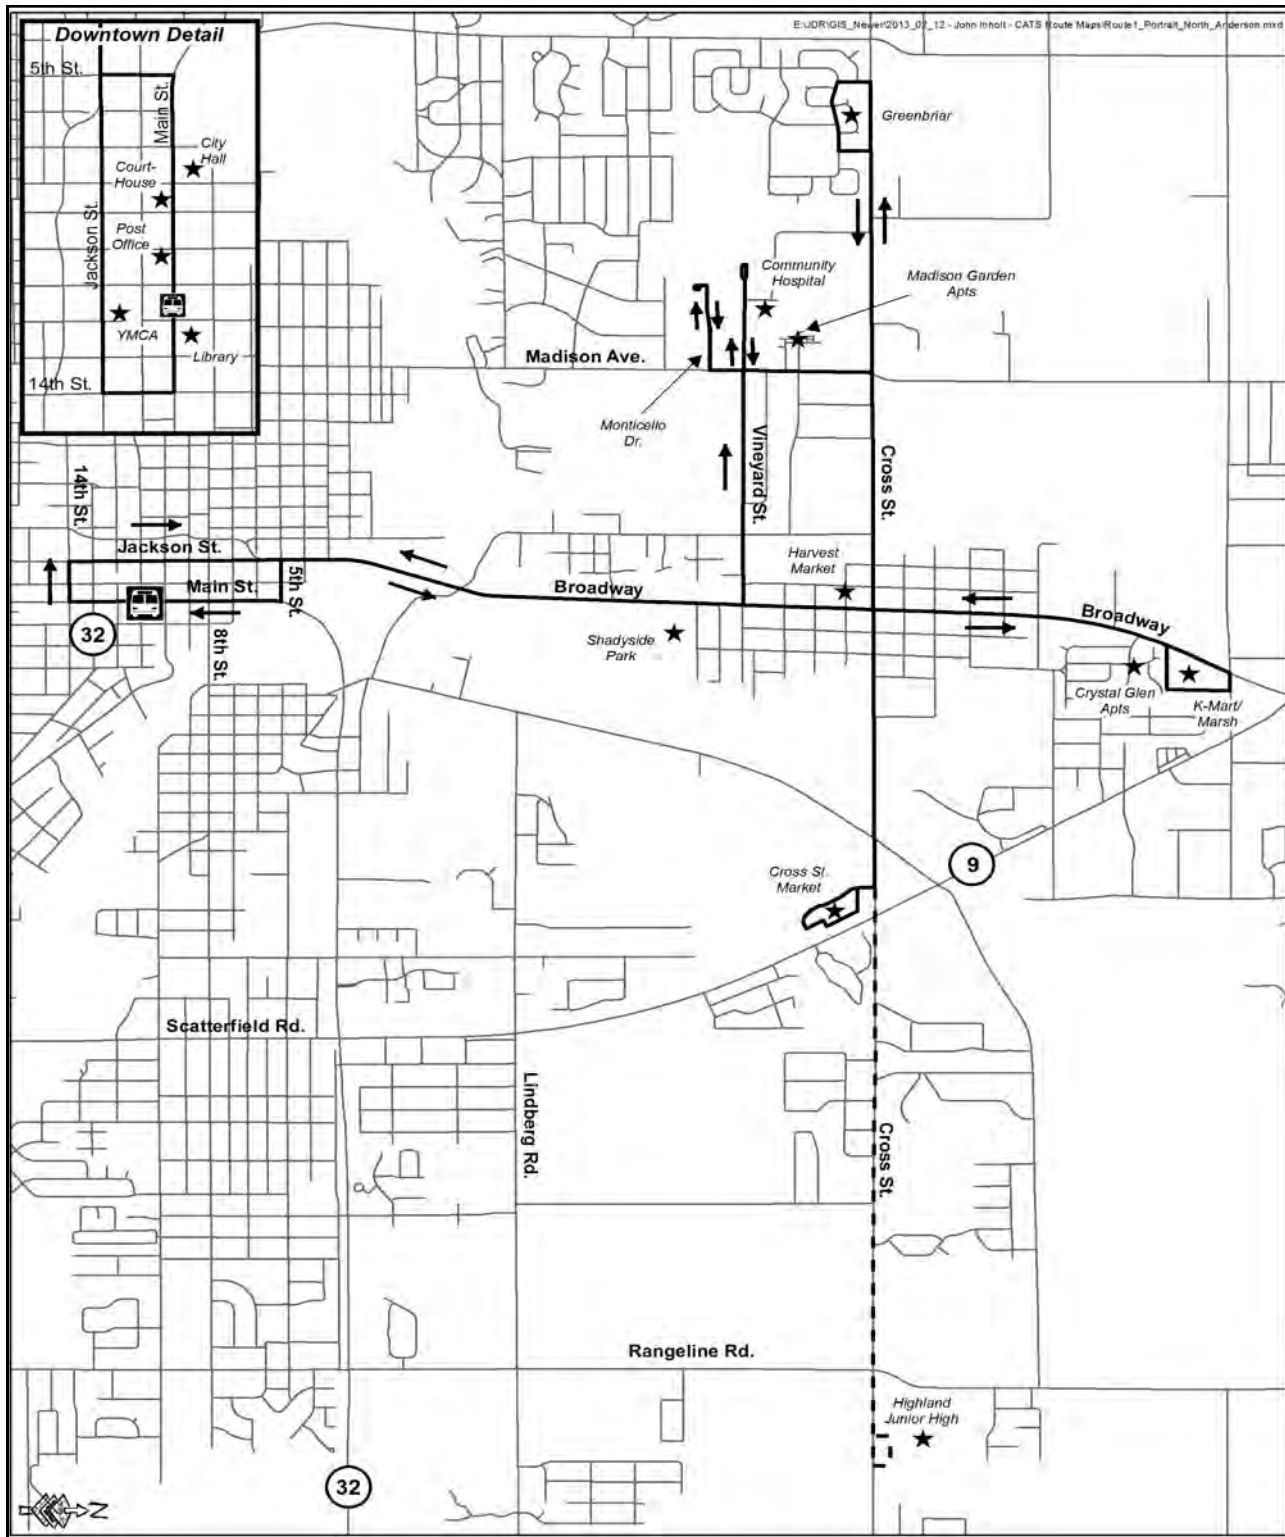 E:\JDR\GIS_Newer\2013_02_12 - John Inholt - CATS Route Maps\Route1_Portrait_North_Anderson.mxd
Downtown Detail
5th St.
Main St.
City
Hall
Court-
House
Jackson St.
Post
Office
YMCA
Library
14th St.
Greenbriar
Community
Hospital
Madison Garden
Apts
Madison Ave.
Monticello
Dr.
Vineyard St.
Cross St.
14th St.
Jackson St.
Main St.
5th St.
8th St.
32
Broadway
Harvest
Market
Shadyside
Park
Broadway
Crystal Glen
Apts
K-Mart/
Marsh
9
Cross St.
Market
Scatterfield Rd.
Lindberg Rd.
Cross St.
Rangeline Rd.
Highland
Junior High
32
N